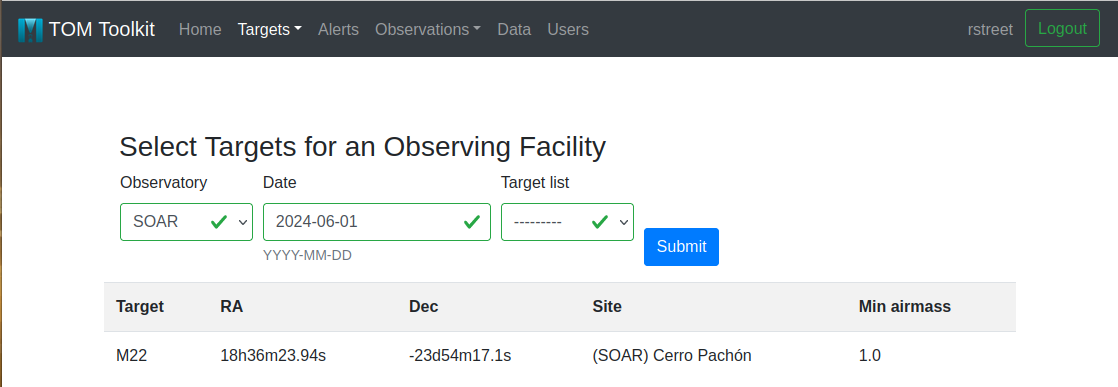 TOM Toolkit Home Targets Alerts Observations Data Users rstreet Logout
Select Targets for an Observing Facility
Observatory Date Target list
SOAR 2024-06-01 ---------
Submit
YYYY-MM-DD
Target RA Dec Site Min airmass
M22 18h36m23.94s -23d54m17.1s (SOAR) Cerro Pachón 1.0